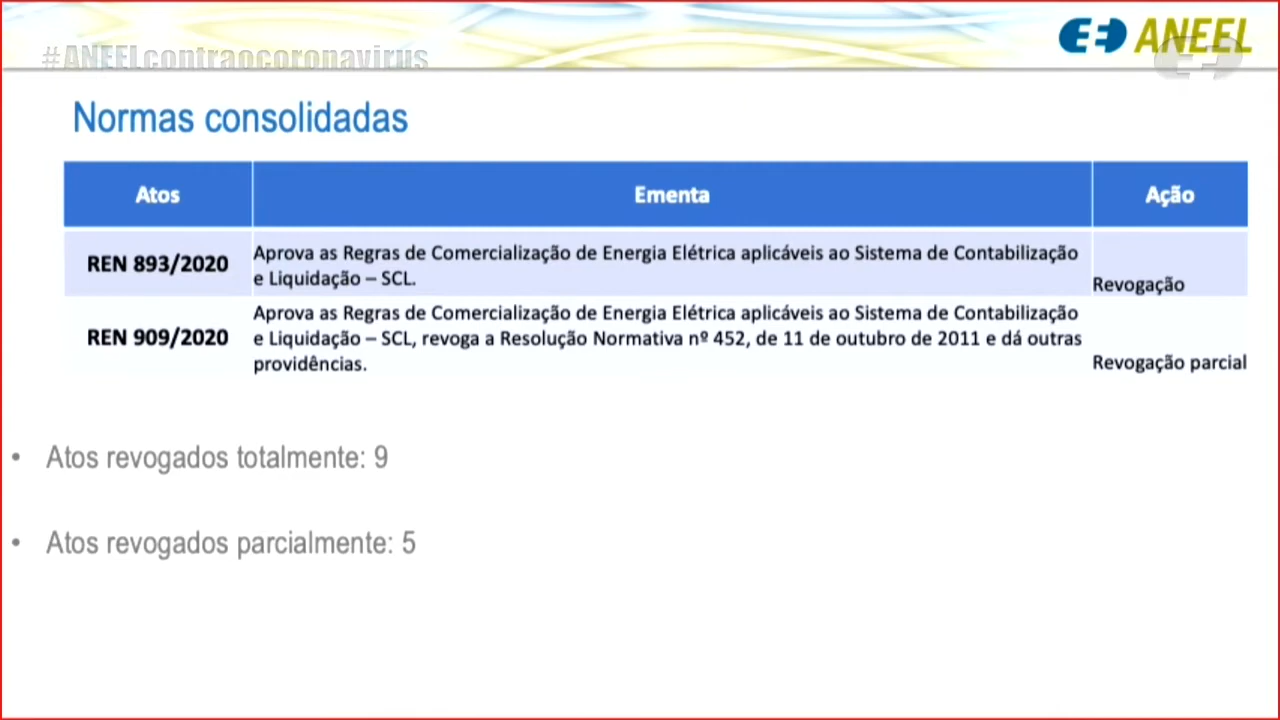 #ANEELcontraocoronavirus
ANEEL
Normas consolidadas
Atos
Ementa
Ação
REN 893/2020
Aprova as Regras de Comercialização de Energia Elétrica aplicáveis ao Sistema de Contabilização
e Liquidação – SCL.
Revogação
REN 909/2020
Aprova as Regras de Comercialização de Energia Elétrica aplicáveis ao Sistema de Contabilização
e Liquidação – SCL, revoga a Resolução Normativa nº 452, de 11 de outubro de 2011 e dá outras
providências.
Revogação parcial
• Atos revogados totalmente: 9
• Atos revogados parcialmente: 5